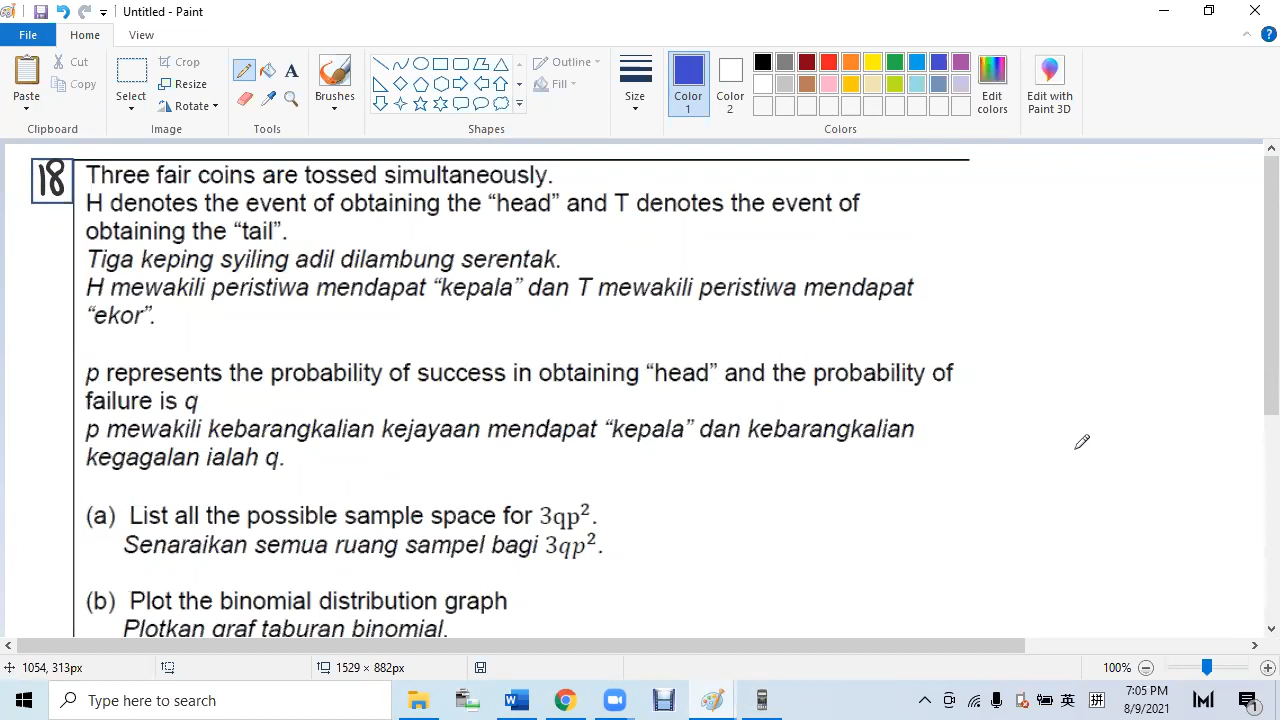 Untitled - Paint
File
Home
View
Paste
Cut
Copy
Clipboard
Select
Crop
Resize
Rotate
Image
A
Tools
Brushes
Outline
Fill
Shapes
Size
Color 1
Color 2
Edit colors
Colors
Edit with Paint 3D
18
Three fair coins are tossed simultaneously.
H denotes the event of obtaining the “head” and T denotes the event of
obtaining the “tail”.
Tiga keping syiling adil dilambung serentak.
H mewakili peristiwa mendapat “kepala” dan T mewakili peristiwa mendapat
“ekor”.
p represents the probability of success in obtaining “head” and the probability of
failure is q
p mewakili kebarangkalian kejayaan mendapat “kepala” dan kebarangkalian
kegagalan ialah q.
(a) List all the possible sample space for 3qp².
Senaraikan semua ruang sampel bagi 3qp².
(b) Plot the binomial distribution graph
Plotkan graf taburan binomial.
1054, 313px
1529 × 882px
100%
Type here to search
英
拼
7:05 PM
8/9/2021
1